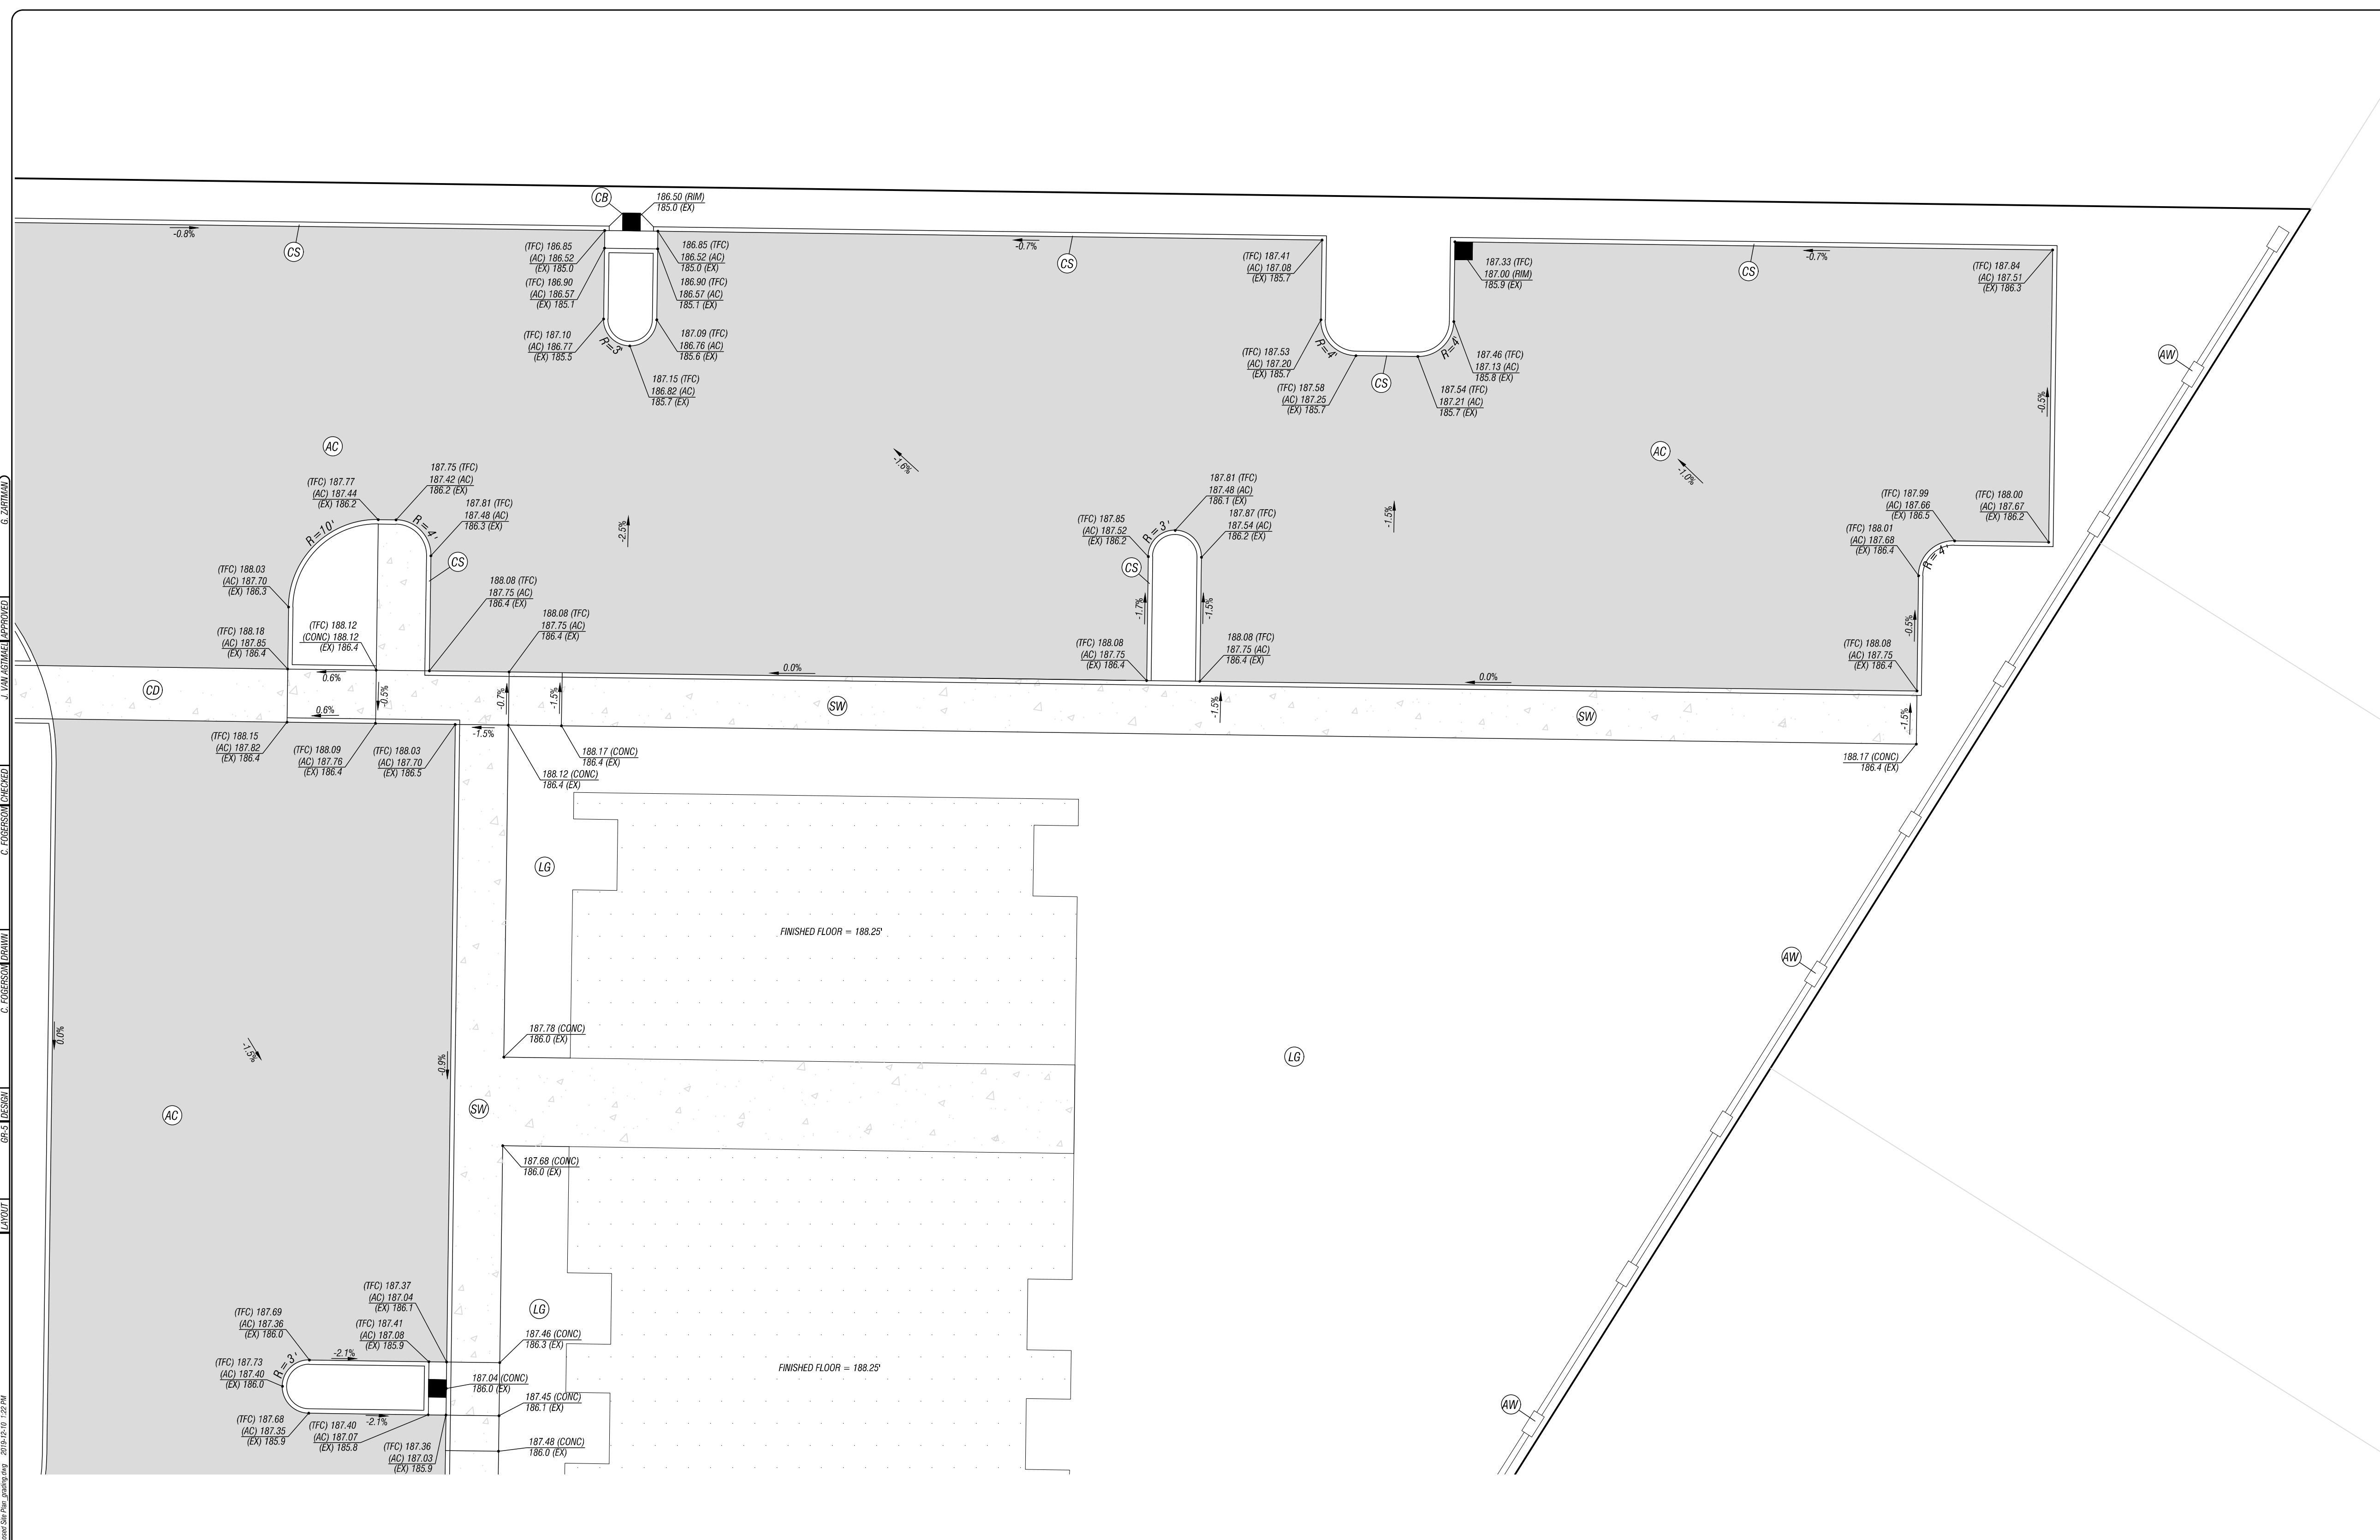 CB
186.50 (RIM)
185.0 (EX)
-0.8%
CS
(TFC) 186.85
(AC) 186.52
(EX) 185.0
186.85 (TFC)
186.52 (AC)
185.0 (EX)
(TFC) 186.90
(AC) 186.57
(EX) 185.1
186.90 (TFC)
186.57 (AC)
185.1 (EX)
(TFC) 187.10
(AC) 186.77
(EX) 185.5
R=3'
187.09 (TFC)
186.76 (AC)
185.6 (EX)
187.15 (TFC)
186.82 (AC)
185.7 (EX)
-0.7%
CS
(TFC) 187.41
(AC) 187.08
(EX) 185.7
187.33 (TFC)
187.00 (RIM)
185.9 (EX)
CS
-0.7%
(TFC) 187.84
(AC) 187.51
(EX) 186.3
(TFC) 187.53
(AC) 187.20
(EX) 185.7
R=4'
R=4'
187.46 (TFC)
187.13 (AC)
185.8 (EX)
(TFC) 187.58
(AC) 187.25
(EX) 185.7
CS
187.54 (TFC)
187.21 (AC)
185.7 (EX)
-0.5%
AW
AC
-1.6%
AC
-1.0%
(TFC) 187.77
(AC) 187.44
(EX) 186.2
187.75 (TFC)
187.42 (AC)
186.2 (EX)
187.81 (TFC)
187.48 (AC)
186.3 (EX)
R=10'
R=4'
CS
-2.5%
187.81 (TFC)
187.48 (AC)
186.1 (EX)
(TFC) 187.85
(AC) 187.52
(EX) 186.2
R=3'
187.87 (TFC)
187.54 (AC)
186.2 (EX)
CS
-1.5%
(TFC) 187.99
(AC) 187.66
(EX) 186.5
(TFC) 188.00
(AC) 187.67
(EX) 186.2
(TFC) 188.01
(AC) 187.68
(EX) 186.4
R=4'
(TFC) 188.03
(AC) 187.70
(EX) 186.3
188.08 (TFC)
187.75 (AC)
186.4 (EX)
188.08 (TFC)
187.75 (AC)
186.4 (EX)
-1.7%
-1.5%
-0.5%
(TFC) 188.18
(AC) 187.85
(EX) 186.4
(TFC) 188.12
(CONC) 188.12
(EX) 186.4
(TFC) 188.08
(AC) 187.75
(EX) 186.4
188.08 (TFC)
187.75 (AC)
186.4 (EX)
(TFC) 188.08
(AC) 187.75
(EX) 186.4
0.6%
0.0%
0.0%
CD
-0.5%
-0.7%
-1.5%
SW
-1.5%
SW
-1.5%
0.6%
-1.5%
(TFC) 188.15
(AC) 187.82
(EX) 186.4
(TFC) 188.09
(AC) 187.76
(EX) 186.4
(TFC) 188.03
(AC) 187.70
(EX) 186.5
188.17 (CONC)
186.4 (EX)
188.12 (CONC)
186.4 (EX)
188.17 (CONC)
186.4 (EX)
LG
FINISHED FLOOR = 188.25'
AW
0.0%
-1.5%
-0.9%
187.78 (CONC)
186.0 (EX)
LG
AC
SW
187.68 (CONC)
186.0 (EX)
(TFC) 187.37
(AC) 187.04
(EX) 186.1
LG
(TFC) 187.69
(AC) 187.36
(EX) 186.0
(TFC) 187.41
(AC) 187.08
(EX) 185.9
187.46 (CONC)
186.3 (EX)
-2.1%
R=3'
(TFC) 187.73
(AC) 187.40
(EX) 186.0
187.04 (CONC)
186.0 (EX)
187.45 (CONC)
186.1 (EX)
FINISHED FLOOR = 188.25'
AW
(TFC) 187.68
(AC) 187.35
(EX) 185.9
-2.1%
(TFC) 187.40
(AC) 187.07
(EX) 185.8
(TFC) 187.36
(AC) 187.03
(EX) 185.9
187.48 (CONC)
186.0 (EX)
G. ZARTMAN
APPROVED
J. VAN AGTMAEL
CHECKED
C. FOGERSON
DRAWN
C. FOGERSON
DESIGN
GR-5
LAYOUT
2019-12-10 1:22 PM
osed Site Plan_grading.dwg